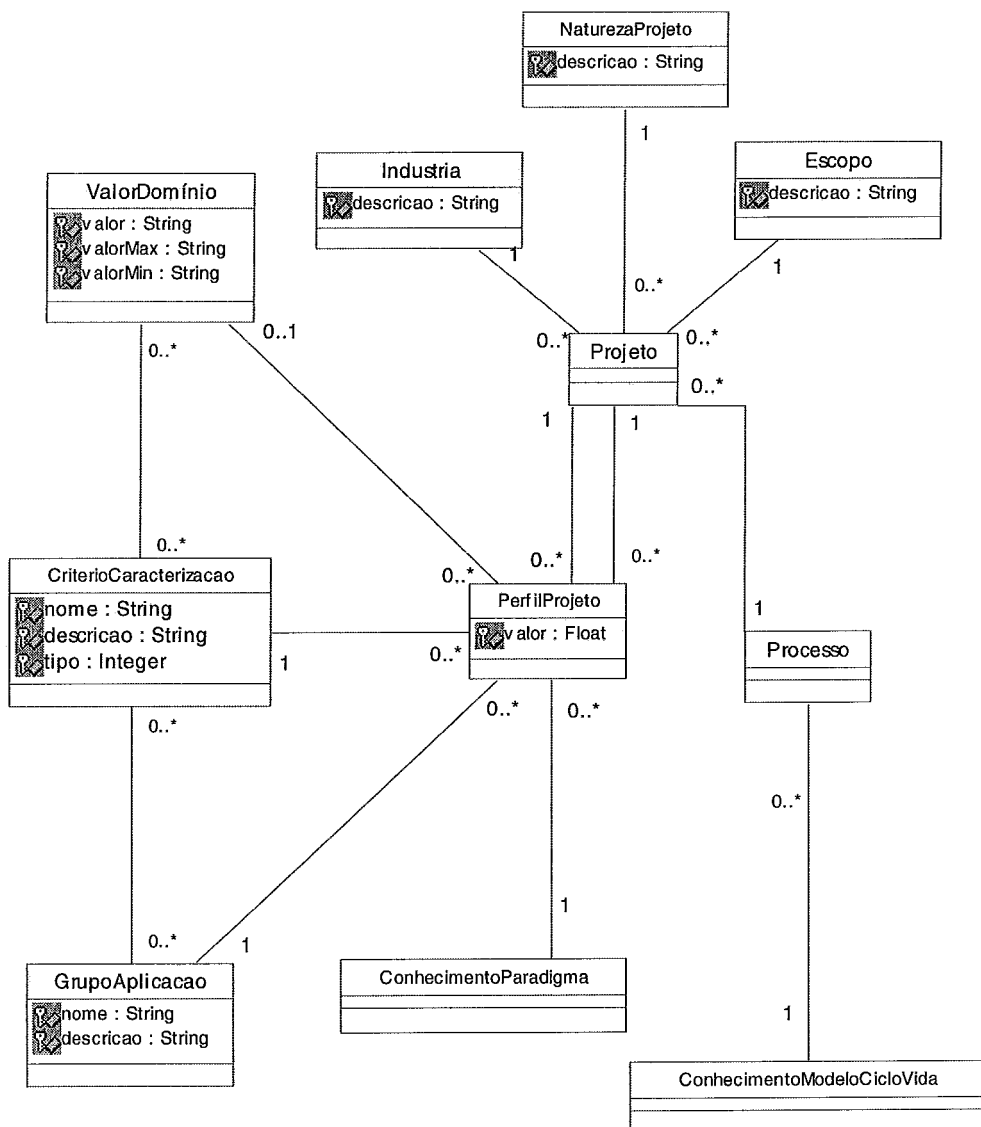 NaturezaProjeto
descricao : String
1
Industria
descricao : String
Escopo
descricao : String
ValorDomínio
valor : String
valorMax : String
valorMin : String
1
1
0..*
0..1
0..*
0..*
0..*
0..*
Projeto
0..*
1
1
0..*
0..*
0..*
0..*
CriterioCaracterizacao
nome : String
descricao : String
tipo : Integer
PerfilProjeto
valor : Float
1
0..*
1
Processo
0..*
0..*
0..*
0..*
0..*
1
1
1
GrupoAplicacao
nome : String
descricao : String
ConhecimentoParadigma
ConhecimentoModeloCicloVida